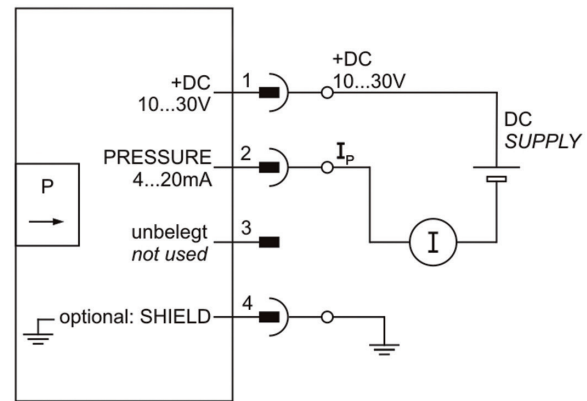 +DC
10...30V
1
+DC
10...30V
DC
SUPPLY
PRESSURE
4...20mA
2
IP
P
I
unbelegt
not used
3
optional: SHIELD
4